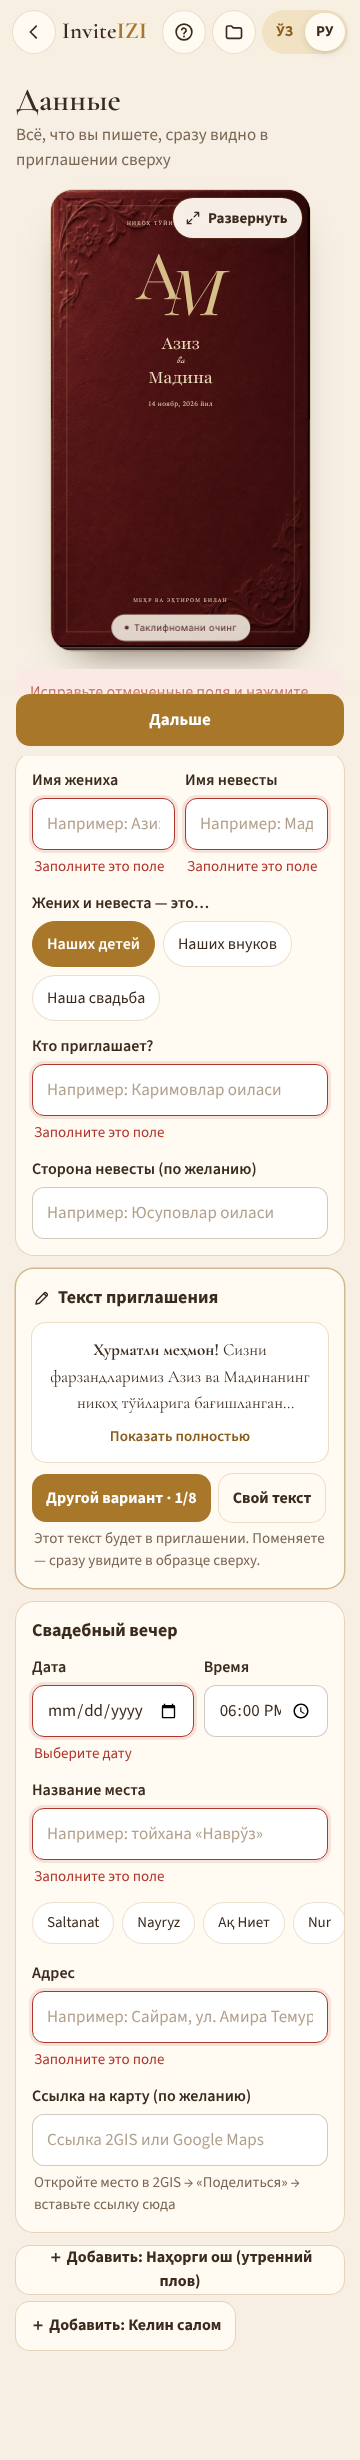 InviteIZI
ЎЗ
РУ
Данные
Всё, что вы пишете, сразу видно в
приглашении сверху
Развернуть
АМ
Азиз
ва
Мадина
14 ноябр, 2026 йил
МЕҲР ВА ЭҲТИРОМ БИЛАН
Таклифномани очинг
Исправьте отмеченные поля и нажмите
Дальше
Имя жениха
Имя невесты
Например: Ази
Например: Мад
Заполните это поле
Заполните это поле
Жених и невеста — это…
Наших детей
Наших внуков
Наша свадьба
Кто приглашает?
Например: Каримовлар оиласи
Заполните это поле
Сторона невесты (по желанию)
Например: Юсуповлар оиласи
Текст приглашения
Ҳурматли меҳмон! Сизни
фарзандларимиз Азиз ва Мадинанинг
никоҳ тўйларига бағишланган…
Показать полностью
Другой вариант · 1/8
Свой текст
Этот текст будет в приглашении. Поменяете
— сразу увидите в образце сверху.
Свадебный вечер
Дата
Время
mm/dd/yyyy
06:00 PM
Выберите дату
Название места
Например: тойхана «Наврўз»
Заполните это поле
Saltanat
Nayryz
Ақ Ниет
Nur
Адрес
Например: Сайрам, ул. Амира Темур
Заполните это поле
Ссылка на карту (по желанию)
Ссылка 2GIS или Google Maps
Откройте место в 2GIS → «Поделиться» →
вставьте ссылку сюда
+ Добавить: Наҳорги ош (утренний
плов)
+ Добавить: Келин салом